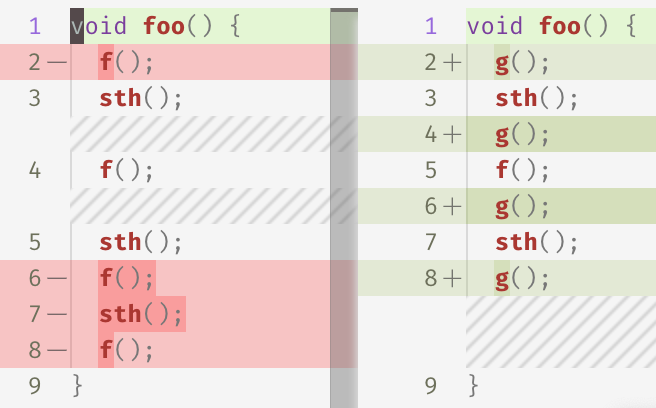 1 void foo() {
2 — f();
3 sth();
4 f();
5 sth();
6 — f();
7 — sth();
8 — f();
9 }
1 void foo() {
2 + g();
3 sth();
4 + g();
5 f();
6 + g();
7 sth();
8 + g();
9 }